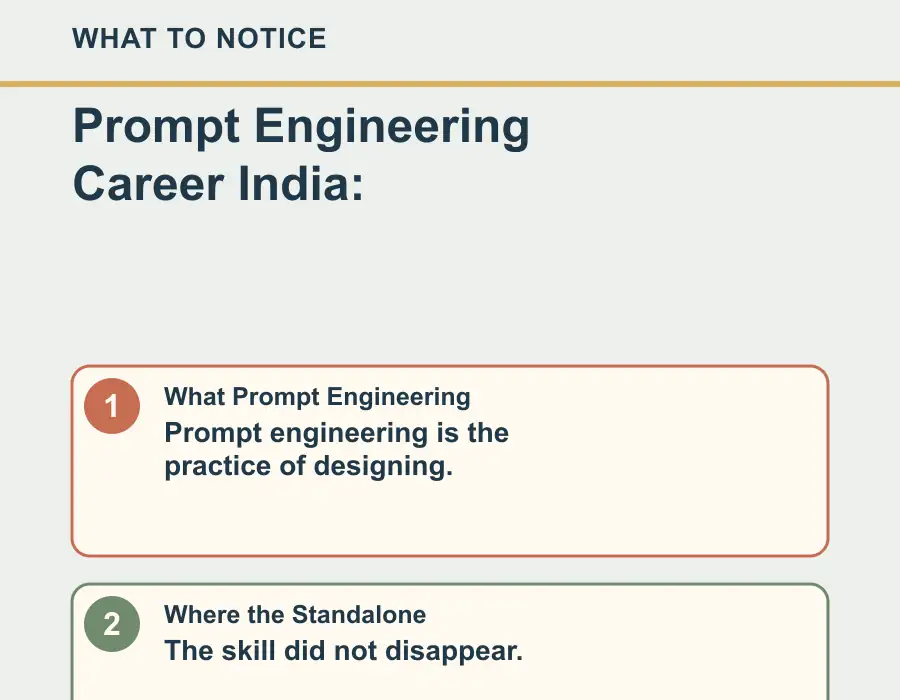 WHAT TO NOTICE
Prompt Engineering
Career India:
1
What Prompt Engineering
Prompt engineering is the
practice of designing.
2
Where the Standalone
The skill did not disappear.